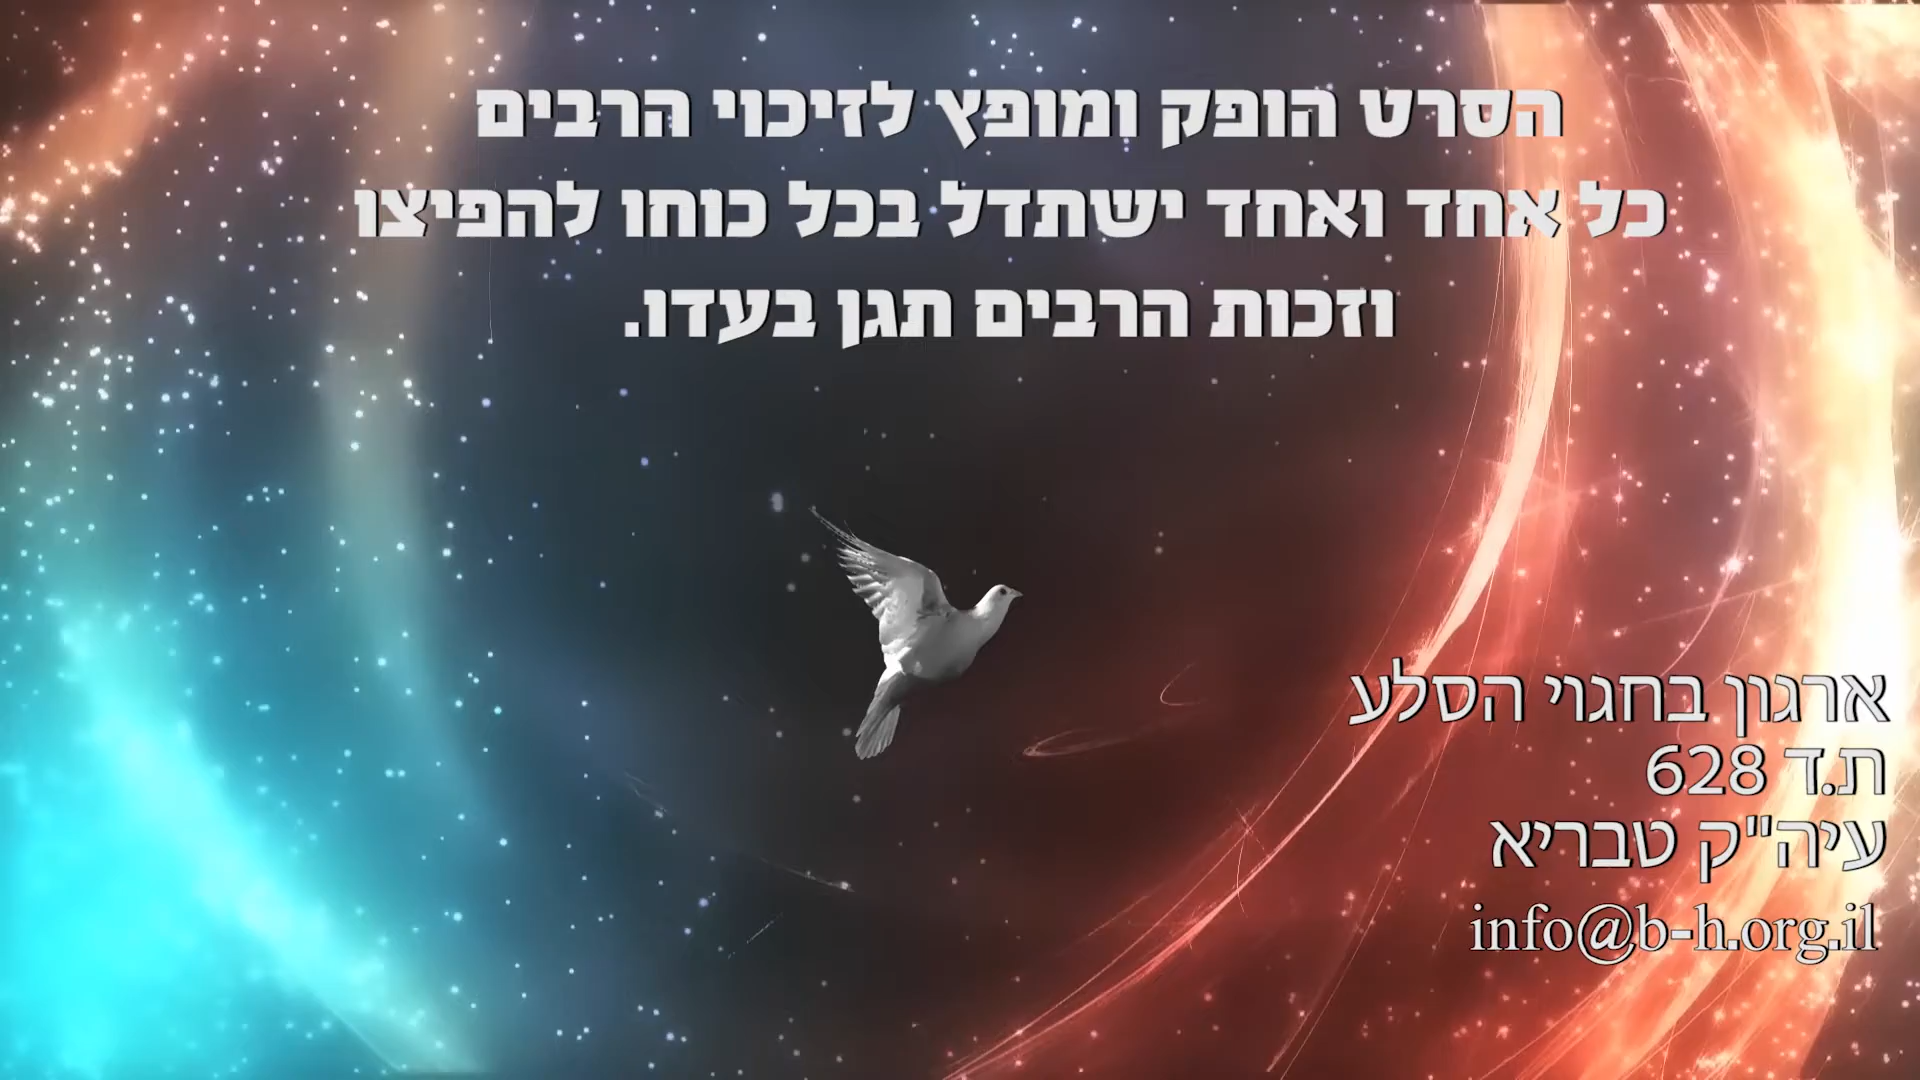 הסרט הופק ומופץ לזיכוי הרבים
כל אחד ואחד ישתדל בכל כוחו להפיצו
וזכות הרבים תגן בעדו.
ארגון בחגוי הסלע
ת.ד 628
עיה"ק טבריא
info@b-h.org.il